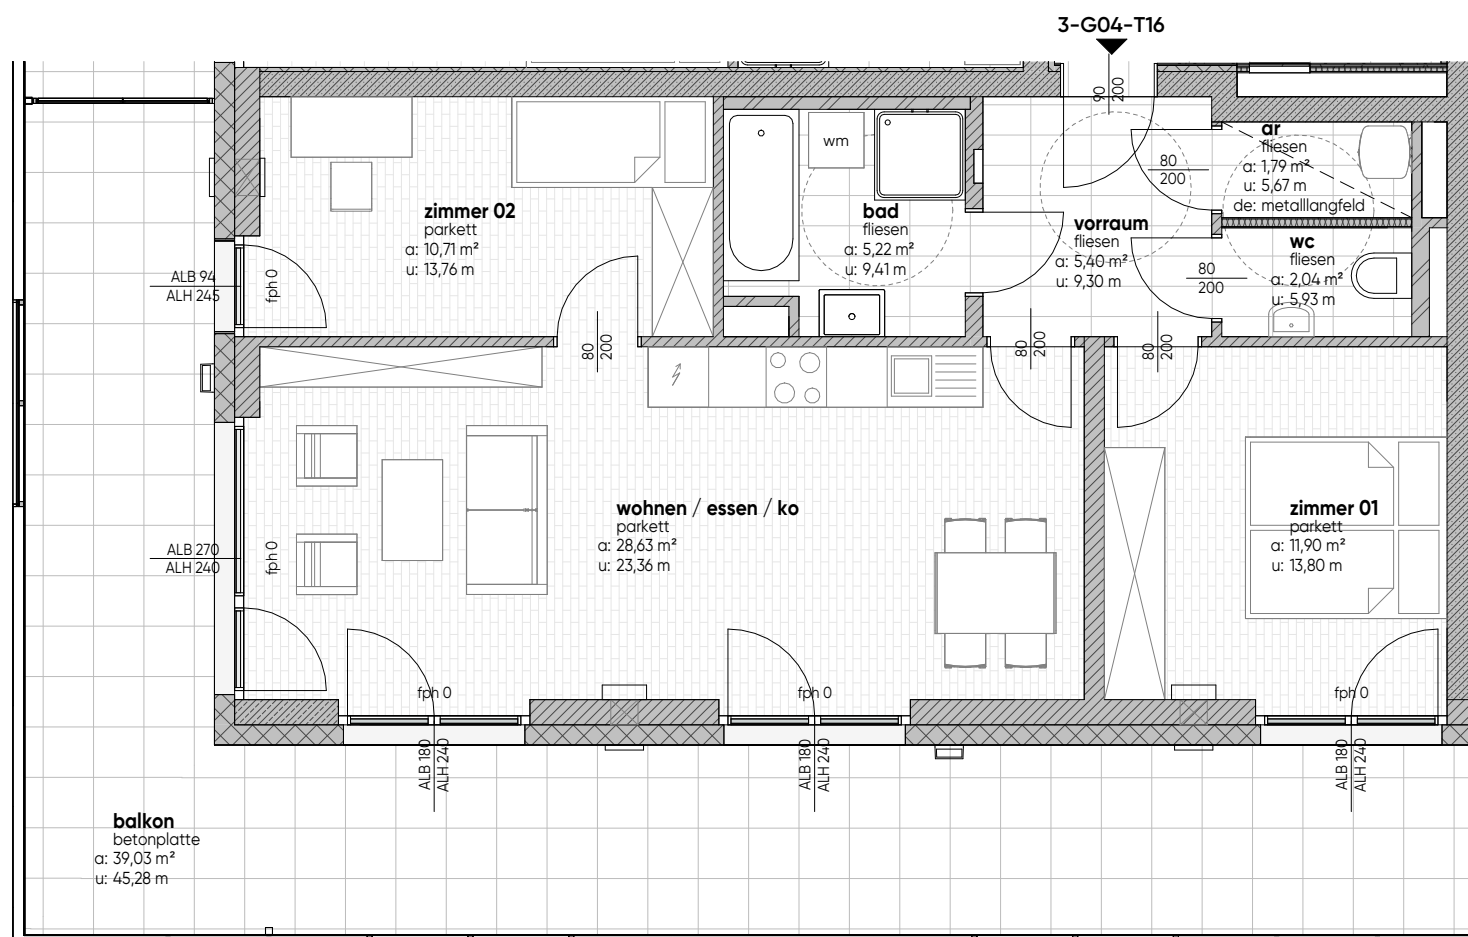 3-G04-T16
90
200
zimmer 02
parkett
a: 10,71 m²
u: 13,76 m
wm
bad
fliesen
a: 5,22 m²
u: 9,41 m
vorraum
fliesen
a: 5,40 m²
u: 9,30 m
80
200
ar
fliesen
a: 1,79 m²
u: 5,67 m
de: metalllangfeld
wc
fliesen
a: 2,04 m²
u: 5,93 m
80
200
ALB 94
ALH 245
fph 0
80
200
80
200
80
200
wohnen / essen / ko
parkett
a: 28,63 m²
u: 23,36 m
zimmer 01
parkett
a: 11,90 m²
u: 13,80 m
ALB 270
ALH 240
fph 0
fph 0
fph 0
fph 0
ALB 180
ALH 240
ALB 180
ALH 240
ALB 180
ALH 240
balkon
betonplatte
a: 39,03 m²
u: 45,28 m